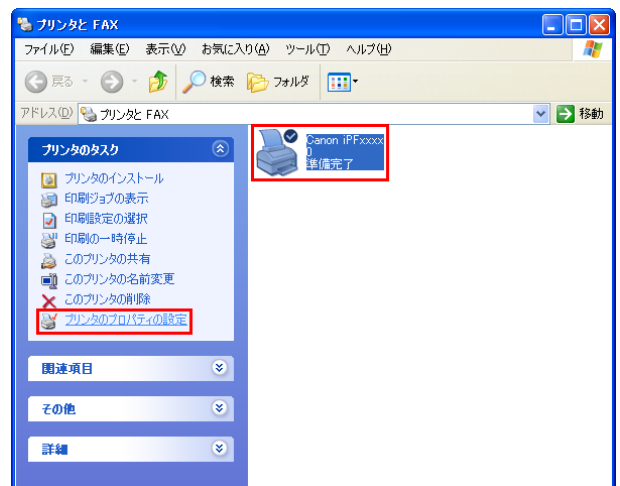 プリンタと FAX
ファイル(F) 編集(E) 表示(V) お気に入り(A) ツール(T) ヘルプ(H)
戻る 検索 フォルダ
アドレス(D) プリンタと FAX 移動
プリンタのタスク
プリンタのインストール
印刷ジョブの表示
印刷設定の選択
印刷の一時停止
このプリンタの共有
このプリンタの名前変更
このプリンタの削除
プリンタのプロパティの設定
関連項目
その他
詳細
Canon iPFxxxx
0
準備完了